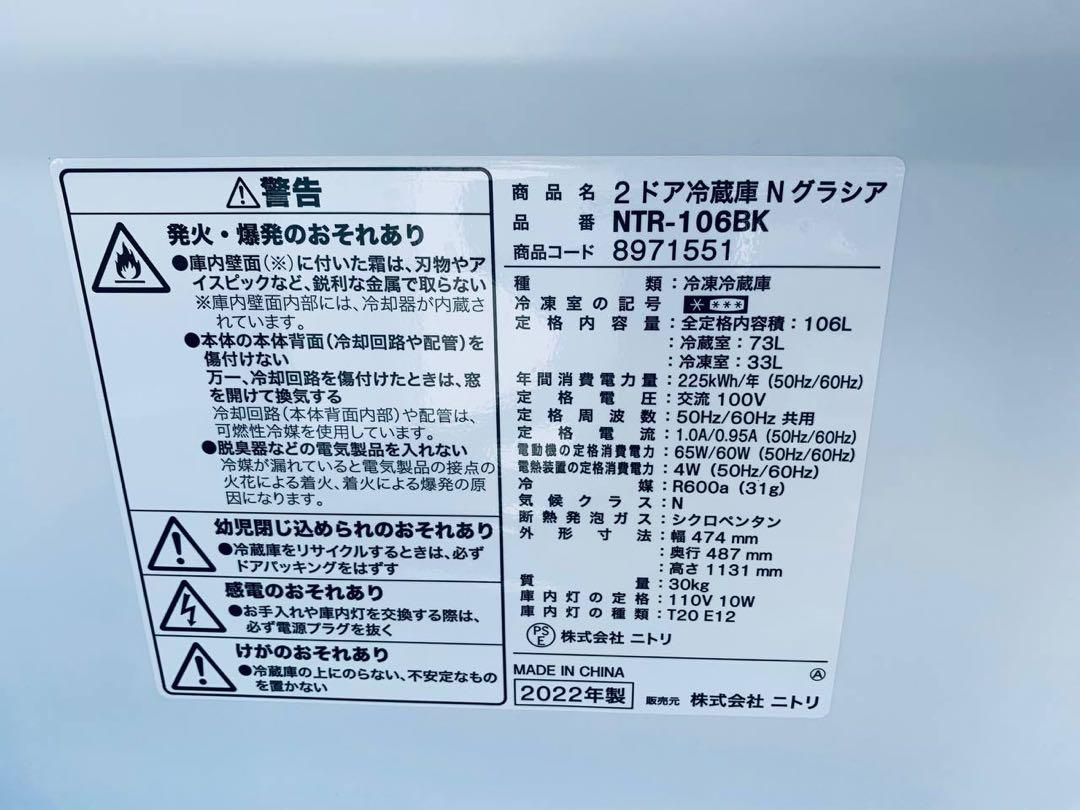 警告
発火・爆発のおそれあり
●庫内壁面(※)に付いた霜は、刃物やア
イスピックなど、鋭利な金属で取らない
※庫内壁面内部には、冷却器が内蔵さ
れています。
●本体の本体背面(冷却回路や配管)を
傷付けない
万一、冷却回路を傷付けたときは、窓
を開けて換気する
冷却回路(本体背面内部)や配管は、
可燃性冷媒を使用しています。
●脱臭器などの電気製品を入れない
冷媒が漏れていると電気製品の接点の
火花による着火、着火による爆発の原
因になります。
幼児閉じ込められのおそれあり
●冷蔵庫をリサイクルするときは、必ず
ドアパッキングをはずす
感電のおそれあり
●お手入れや庫内灯を交換する際は、
必ず電源プラグを抜く
けがのおそれあり
●冷蔵庫の上にのらない、不安定なもの
を置かない
商品名 2ドア冷蔵庫 N グラシア
品番 NTR-106BK
商品コード 8971551
種類:冷凍冷蔵庫
冷凍室の記号 * ***
定格内容量:全定格内容積:106L
:冷蔵室:73L
:冷凍室:33L
年間消費電力量:225kWh/年 (50Hz/60Hz)
定格電圧:交流 100V
定格周波数:50Hz/60Hz 共用
定格電流:1.0A/0.95A (50Hz/60Hz)
電動機の定格消費電力:65W/60W (50Hz/60Hz)
電熱装置の定格消費電力:4W (50Hz/60Hz)
冷媒:R600a (31g)
気候クラス:N
断熱発泡ガス:シクロペンタン
外形寸法:幅 474 mm
:奥行 487 mm
:高さ 1131 mm
質量:30kg
庫内灯の定格:110V 10W
庫内灯の種類:T20 E12
PSE 株式会社 ニトリ
MADE IN CHINA Ⓐ
2022年製 販売元 株式会社 ニトリ